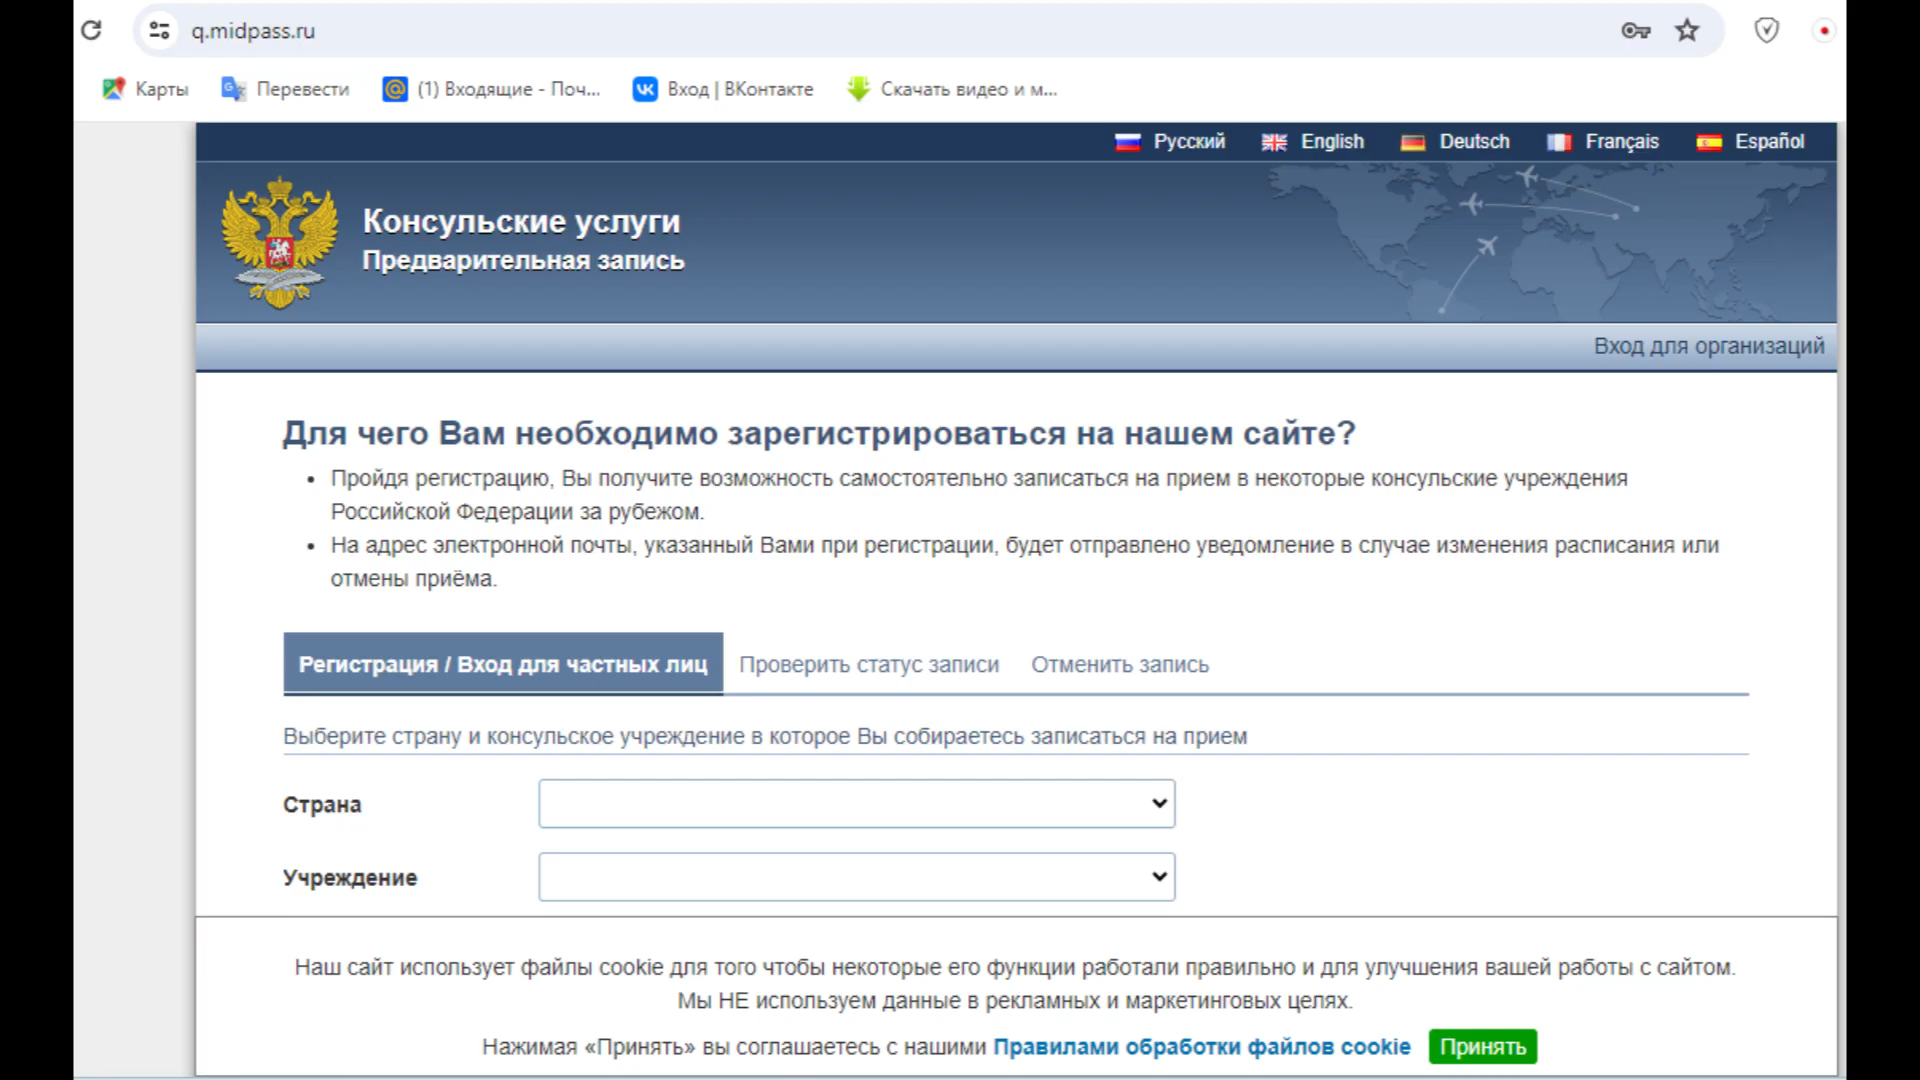 q.midpass.ru
Карты Перевести (1) Входящие - Поч... Вход | ВКонтакте Скачать видео и м...
Русский English Deutsch Français Español
Консульские услуги
Предварительная запись
Вход для организаций
Для чего Вам необходимо зарегистрироваться на нашем сайте?
Пройдя регистрацию, Вы получите возможность самостоятельно записаться на прием в некоторые консульские учреждения
Российской Федерации за рубежом.
На адрес электронной почты, указанный Вами при регистрации, будет отправлено уведомление в случае изменения расписания или
отмены приёма.
Регистрация / Вход для частных лиц Проверить статус записи Отменить запись
Выберите страну и консульское учреждение в которое Вы собираетесь записаться на прием
Страна
Учреждение
Наш сайт использует файлы cookie для того чтобы некоторые его функции работали правильно и для улучшения вашей работы с сайтом.
Мы НЕ используем данные в рекламных и маркетинговых целях.
Нажимая «Принять» вы соглашаетесь с нашими Правилами обработки файлов cookie Принять